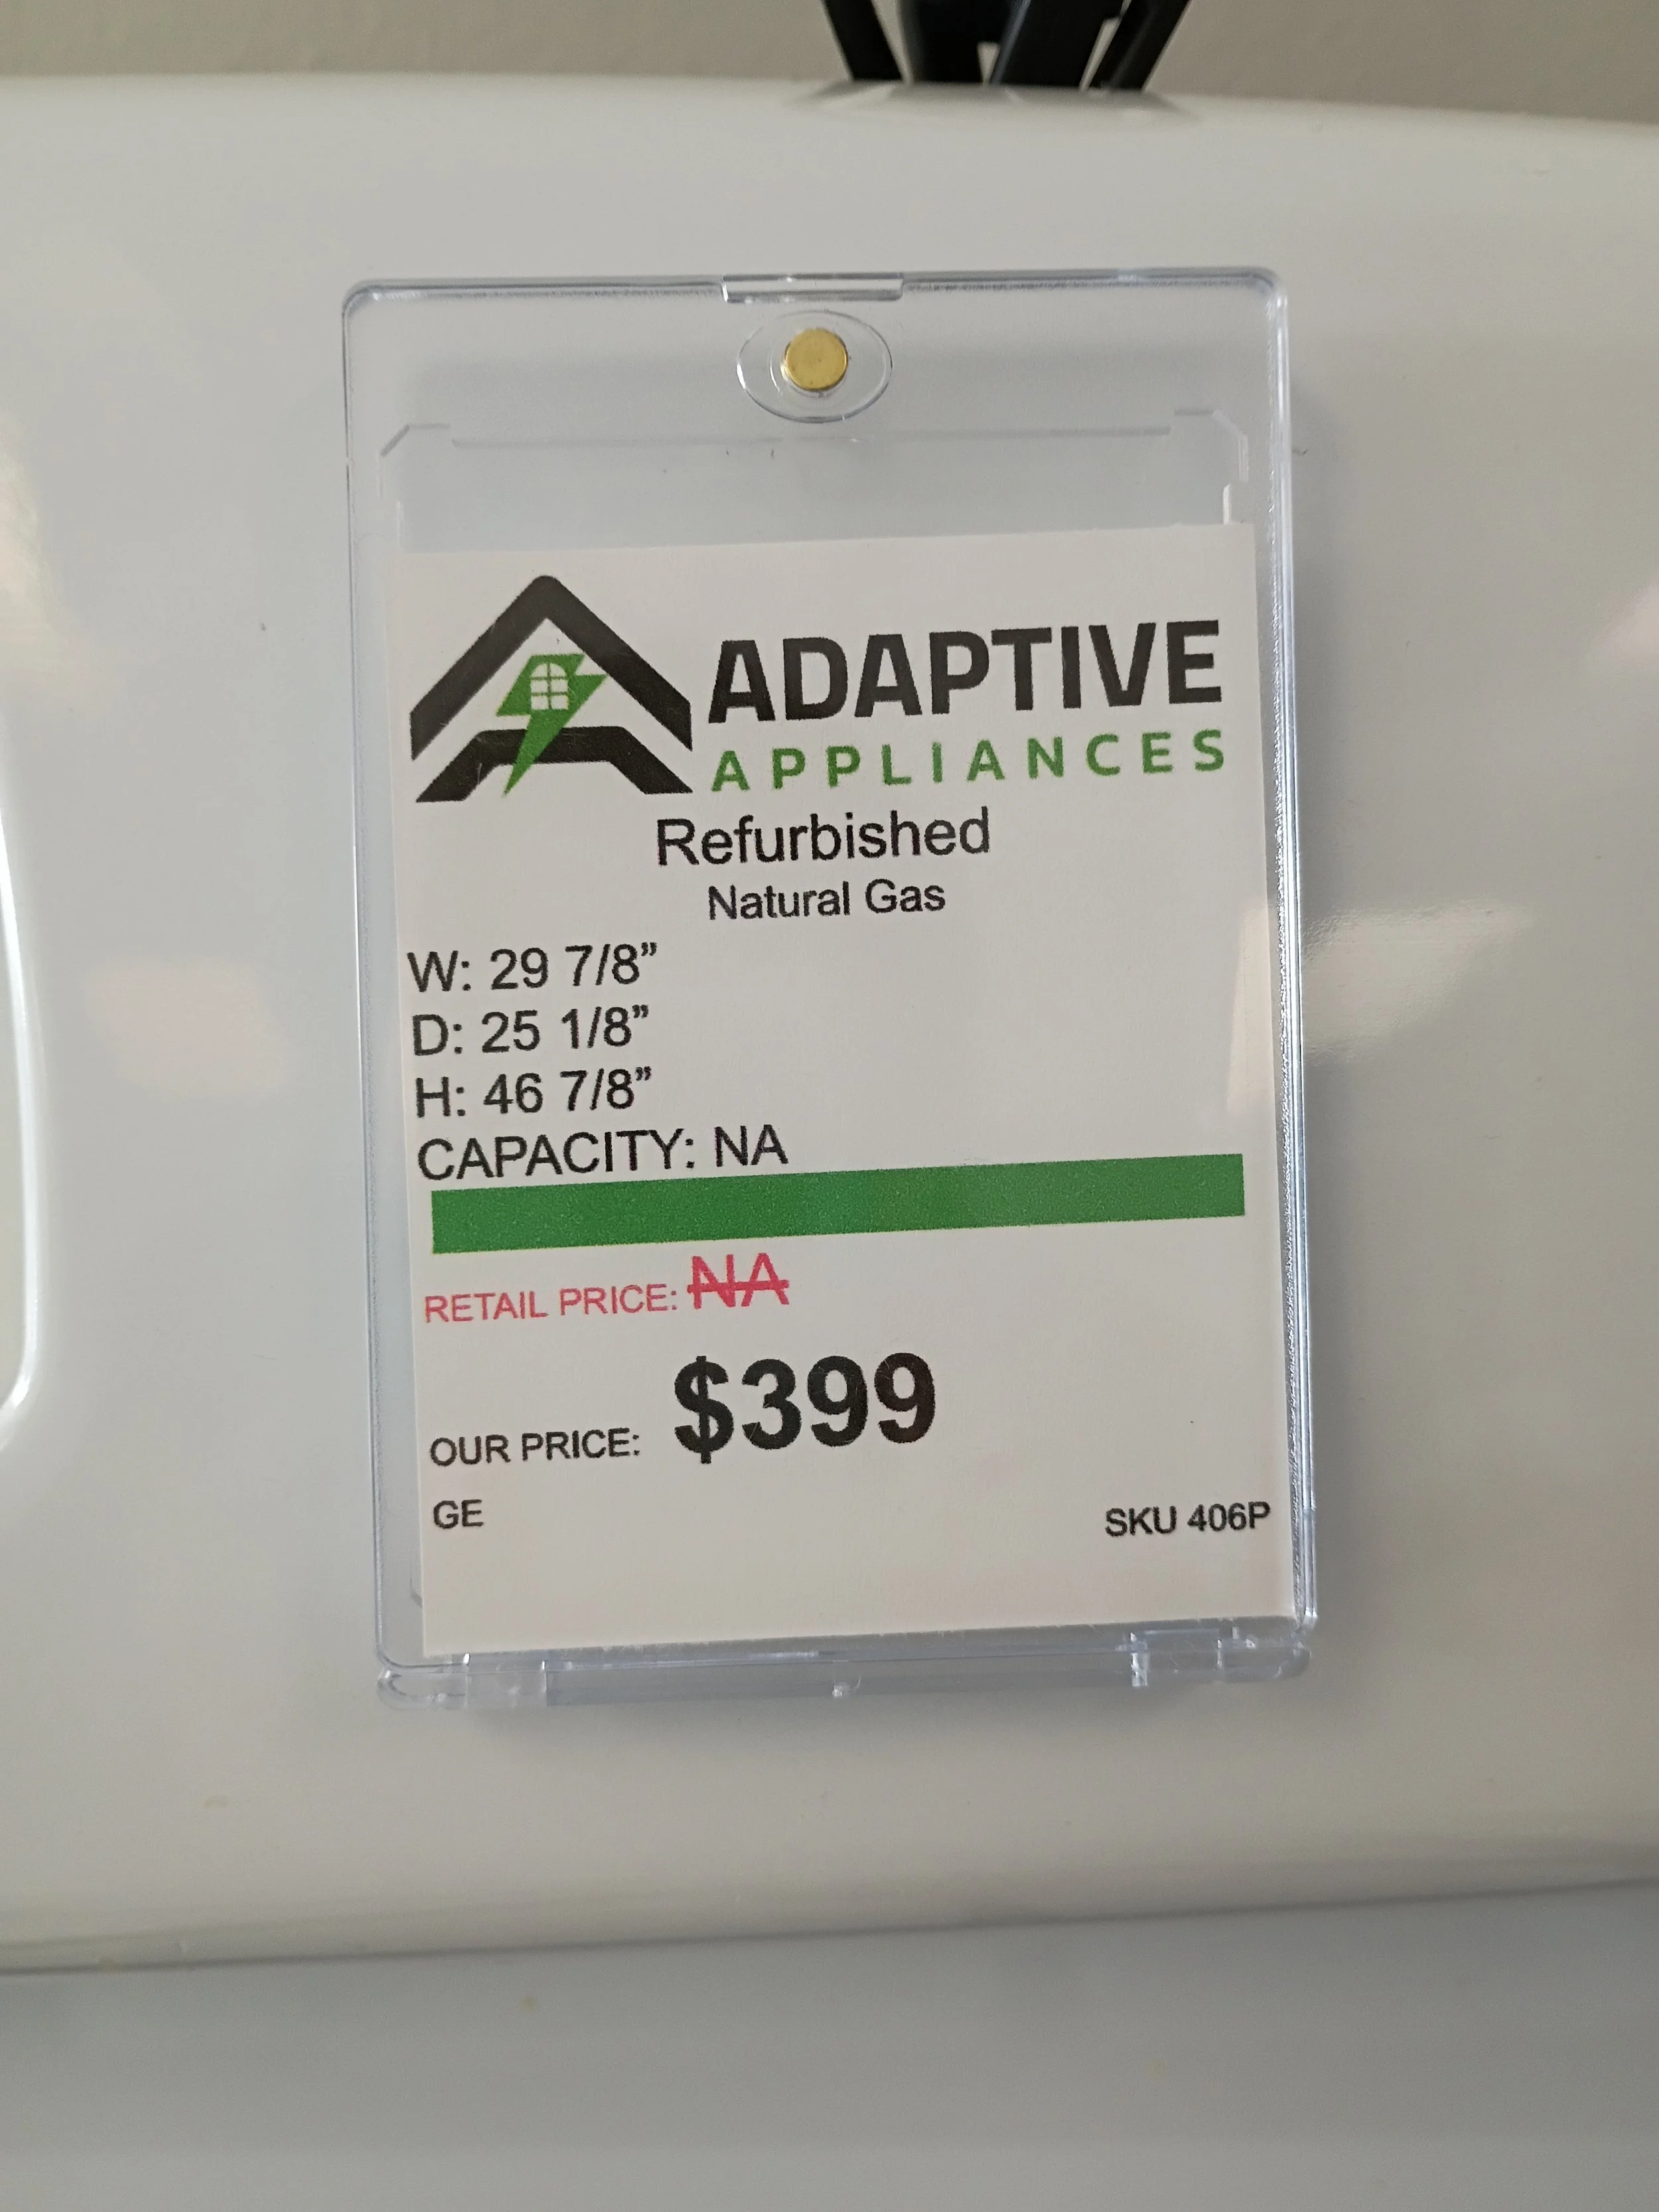 ADAPTIVE
APPLIANCES
Refurbished
Natural Gas
W: 29 7/8”
D: 25 1/8”
H: 46 7/8”
CAPACITY: NA
RETAIL PRICE: NA
OUR PRICE: $399
GE SKU 406P